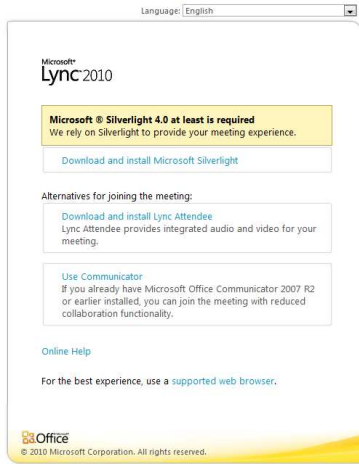 Language: English
Microsoft®
Lync™2010
Microsoft ® Silverlight 4.0 at least is required
We rely on Silverlight to provide your meeting experience.
Download and install Microsoft Silverlight
Alternatives for joining the meeting:
Download and install Lync Attendee
Lync Attendee provides integrated audio and video for your
meeting.
Use Communicator
If you already have Microsoft Office Communicator 2007 R2
or earlier installed, you can join the meeting with reduced
collaboration functionality.
Online Help
For the best experience, use a supported web browser.
Office
© 2010 Microsoft Corporation. All rights reserved.